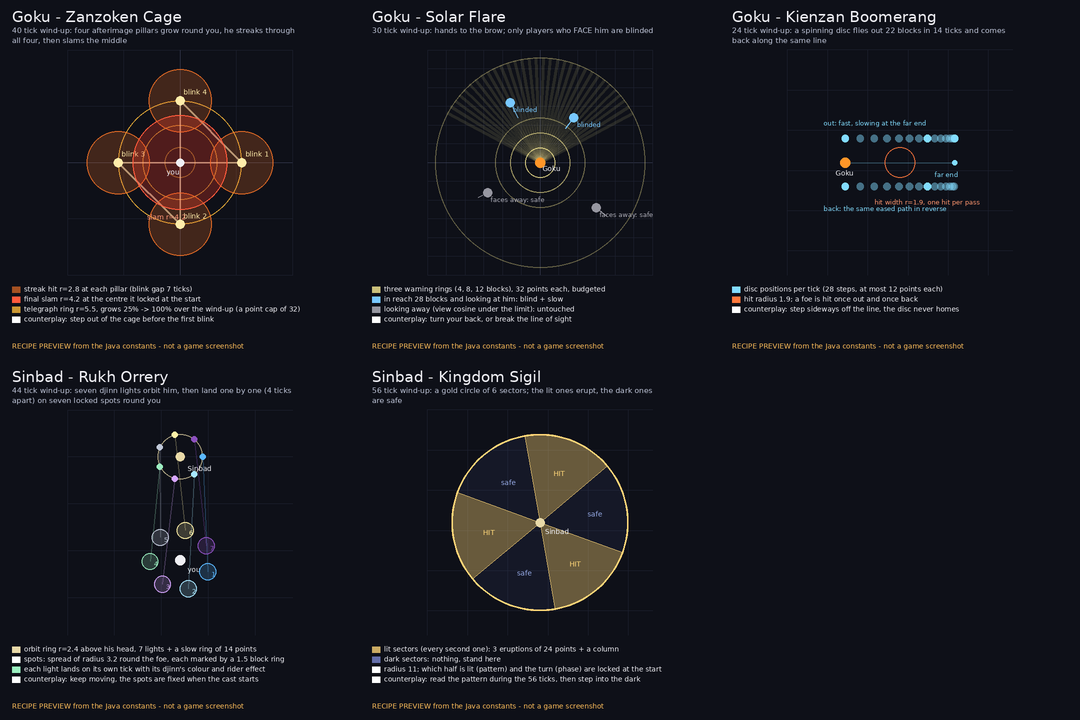 Goku - Zanzoken Cage
40 tick wind-up: four afterimage pillars grow round you, he streaks through
all four, then slams the middle
blink 4
blink 3
blink 1
you
slam r=4.2
blink 2
streak hit r=2.8 at each pillar (blink gap 7 ticks)
final slam r=4.2 at the centre it locked at the start
telegraph ring r=5.5, grows 25% -> 100% over the wind-up (a point cap of 32)
counterplay: step out of the cage before the first blink
RECIPE PREVIEW from the Java constants - not a game screenshot
Goku - Solar Flare
30 tick wind-up: hands to the brow; only players who FACE him are blinded
blinded
blinded
Goku
faces away: safe
faces away: safe
three warning rings (4, 8, 12 blocks), 32 points each, budgeted
in reach 28 blocks and looking at him: blind + slow
looking away (view cosine under the limit): untouched
counterplay: turn your back, or break the line of sight
RECIPE PREVIEW from the Java constants - not a game screenshot
Goku - Kienzan Boomerang
24 tick wind-up: a spinning disc flies out 22 blocks in 14 ticks and comes
back along the same line
out: fast, slowing at the far end
Goku
far end
hit width r=1.9, one hit per pass
back: the same eased path in reverse
disc positions per tick (28 steps, at most 12 points each)
hit radius 1.9; a foe is hit once out and once back
counterplay: step sideways off the line, the disc never homes
RECIPE PREVIEW from the Java constants - not a game screenshot
Sinbad - Rukh Orrery
44 tick wind-up: seven djinn lights orbit him, then land one by one (4 ticks
apart) on seven locked spots round you
Sinbad
6
5
4
you
1
3
2
orbit ring r=2.4 above his head, 7 lights + a slow ring of 14 points
spots: spread of radius 3.2 round the foe, each marked by a 1.5 block ring
each light lands on its own tick with its djinn's colour and rider effect
counterplay: keep moving, the spots are fixed when the cast starts
RECIPE PREVIEW from the Java constants - not a game screenshot
Sinbad - Kingdom Sigil
56 tick wind-up: a gold circle of 6 sectors; the lit ones erupt, the dark ones
are safe
HIT
safe
safe
HIT
Sinbad
HIT
safe
lit sectors (every second one): 3 eruptions of 24 points + a column
dark sectors: nothing, stand here
radius 11; which half is lit (pattern) and the turn (phase) are locked at the start
counterplay: read the pattern during the 56 ticks, then step into the dark
RECIPE PREVIEW from the Java constants - not a game screenshot